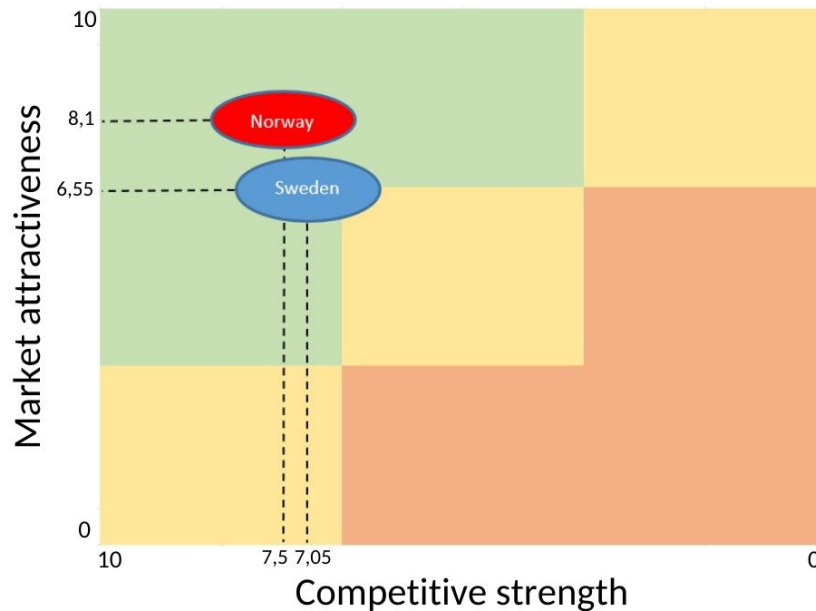 10
Market attractiveness
8,1
Norway
6,55
Sweden
0
10
7,5
7,05
0
Competitive strength